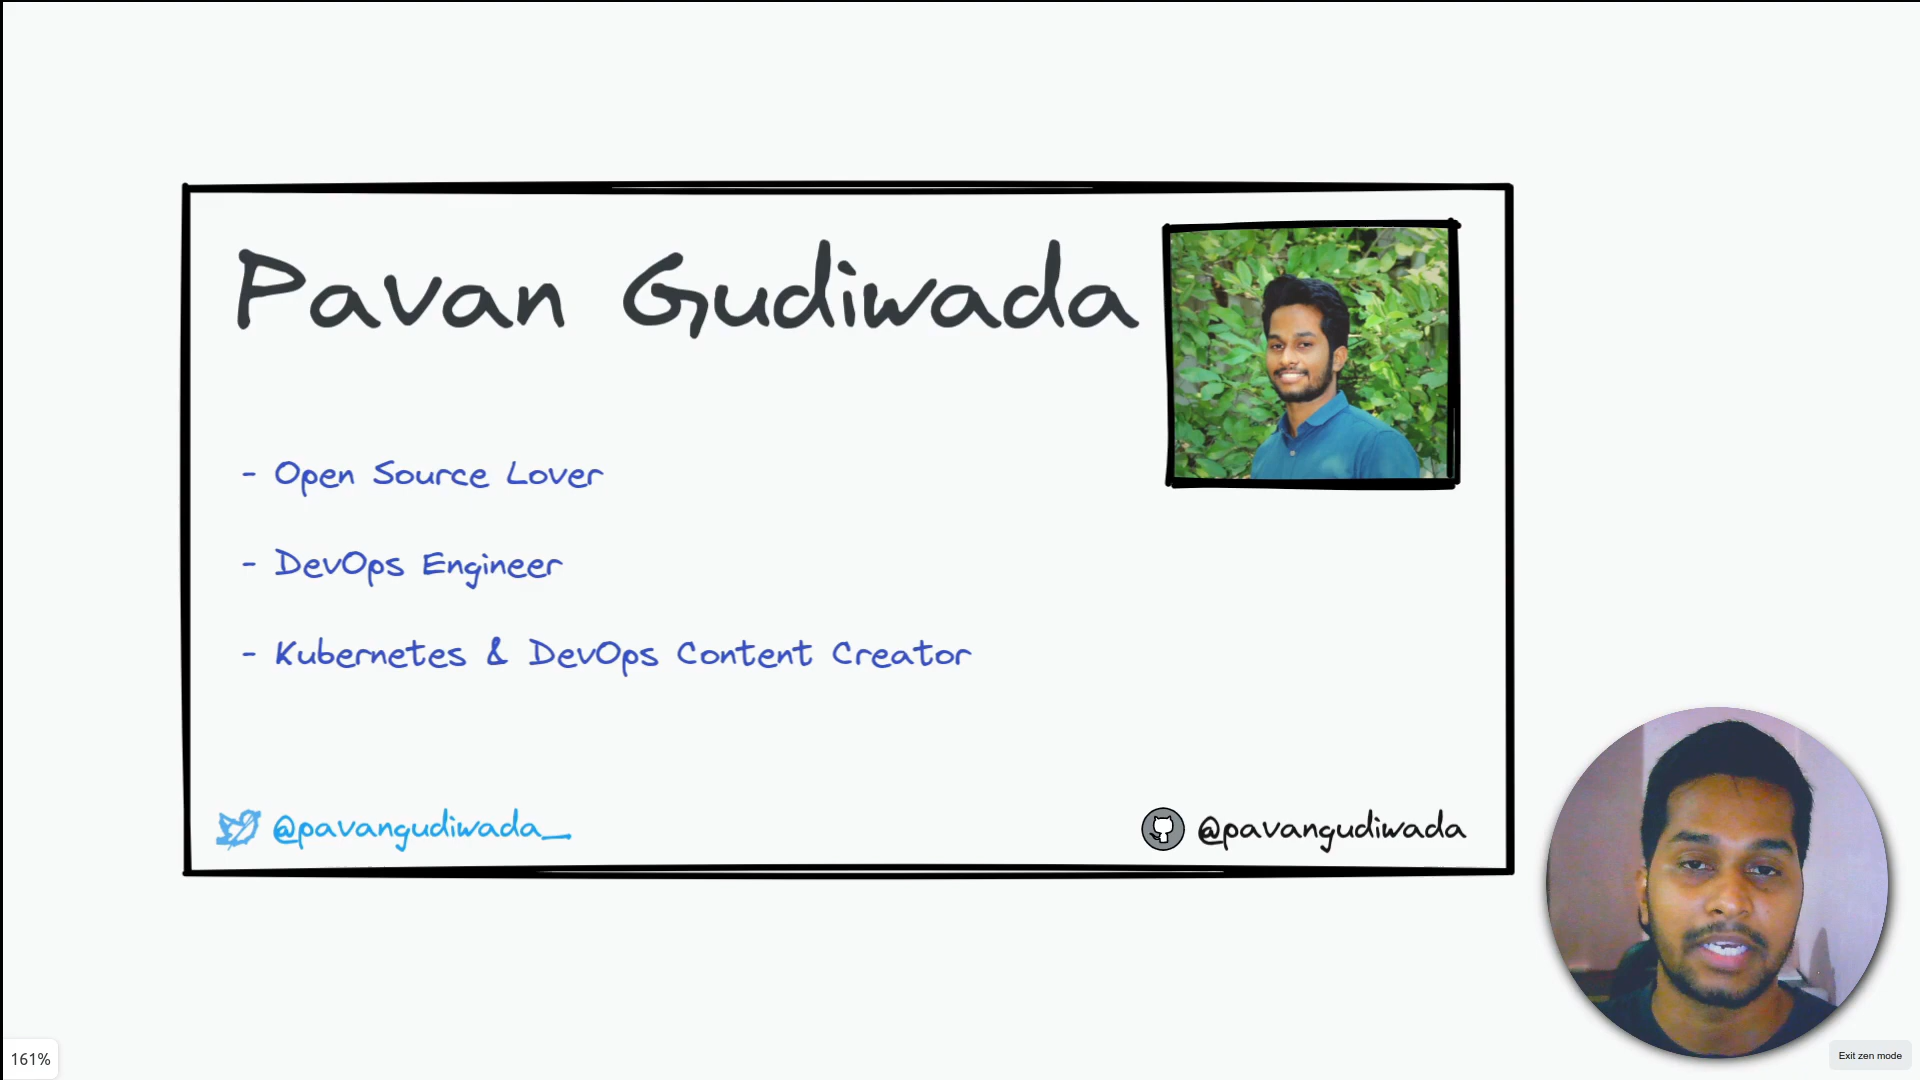 Pavan Gudiwada
- Open Source Lover
- DevOps Engineer
- Kubernetes & DevOps Content Creator
@pavangudiwada_
@pavangudiwada
161%
Exit zen mode